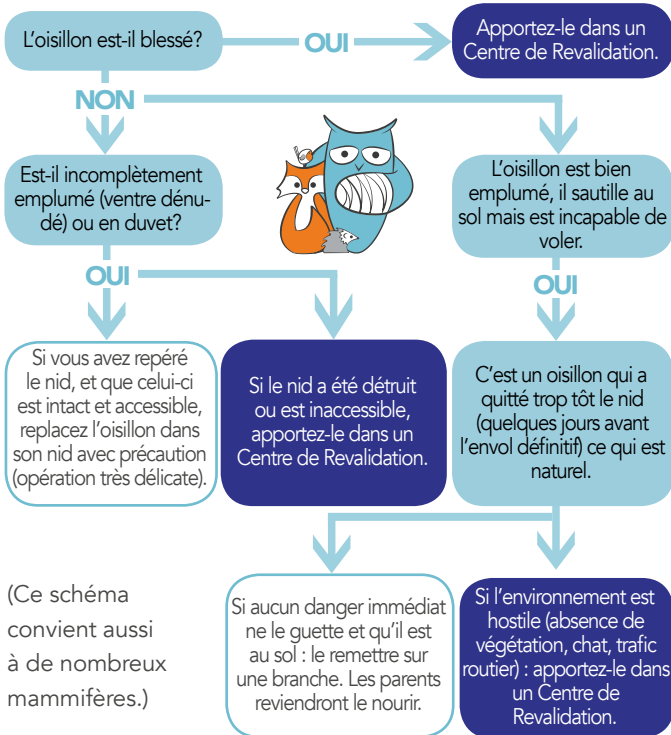 L'oisillon est-il blessé?
OUI
Apportez-le dans un
Centre de Revalidation.
NON
Est-il incomplètement
emplumé (ventre dénu-
dé) ou en duvet?
L'oisillon est bien
emplumé, il sautille au
sol mais est incapable de
voler.
OUI
OUI
Si vous avez repéré
le nid, et que celui-ci
est intact et accessible,
replacez l'oisillon dans
son nid avec précaution
(opération très délicate).
Si le nid a été détruit
ou est inaccessible,
apportez-le dans un
Centre de Revalidation.
C'est un oisillon qui a
quitté trop tôt le nid
(quelques jours avant
l'envol définitif) ce qui est
naturel.
(Ce schéma
convient aussi
à de nombreux
mammifères.)
Si aucun danger immédiat
ne le guette et qu'il est
au sol : le remettre sur
une branche. Les parents
reviendront le nourir.
Si l'environnement est
hostile (absence de
végétation, chat, trafic
routier) : apportez-le dans
un Centre de
Revalidation.